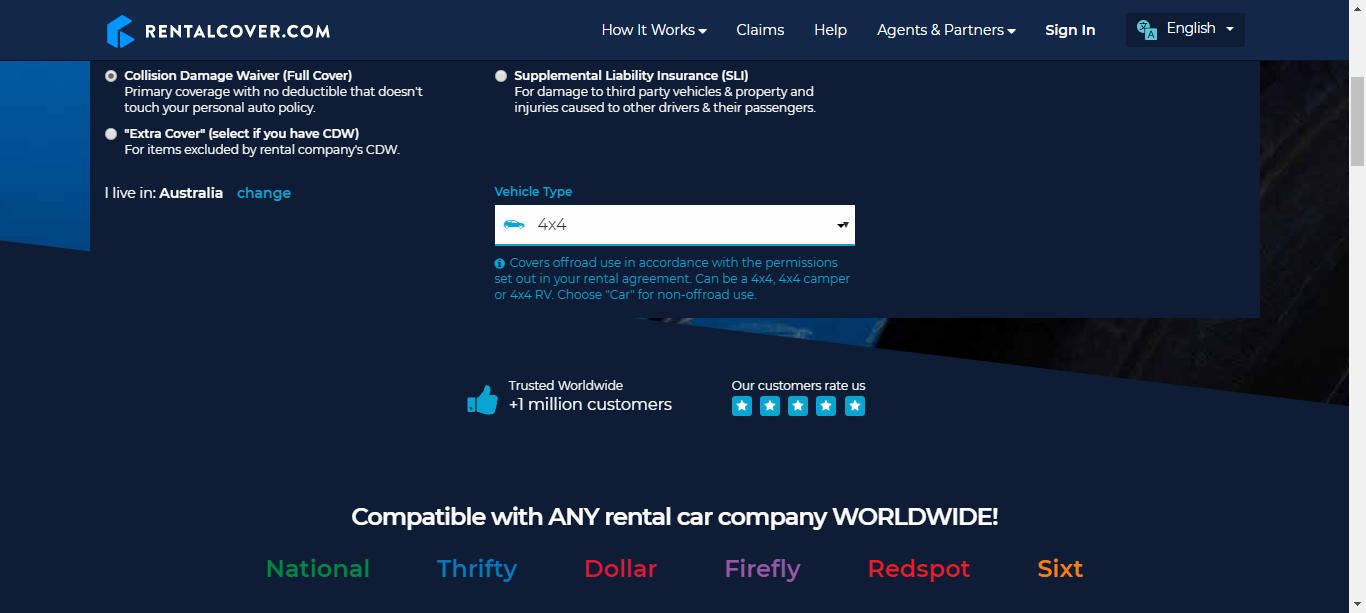 RENTALCOVER.COM
How It Works
Claims
Help
Agents & Partners
Sign In
English
Collision Damage Waiver (Full Cover)
Primary coverage with no deductible that doesn't
touch your personal auto policy.
"Extra Cover" (select if you have CDW)
For items excluded by rental company's CDW.
Supplemental Liability Insurance (SLI)
For damage to third party vehicles & property and
injuries caused to other drivers & their passengers.
I live in: Australia change
Vehicle Type
4x4
Covers offroad use in accordance with the permissions
set out in your rental agreement. Can be a 4x4, 4x4 camper
or 4x4 RV. Choose "Car" for non-offroad use.
Trusted Worldwide
+1 million customers
Our customers rate us
Compatible with ANY rental car company WORLDWIDE!
National
Thrifty
Dollar
Firefly
Redspot
Sixt